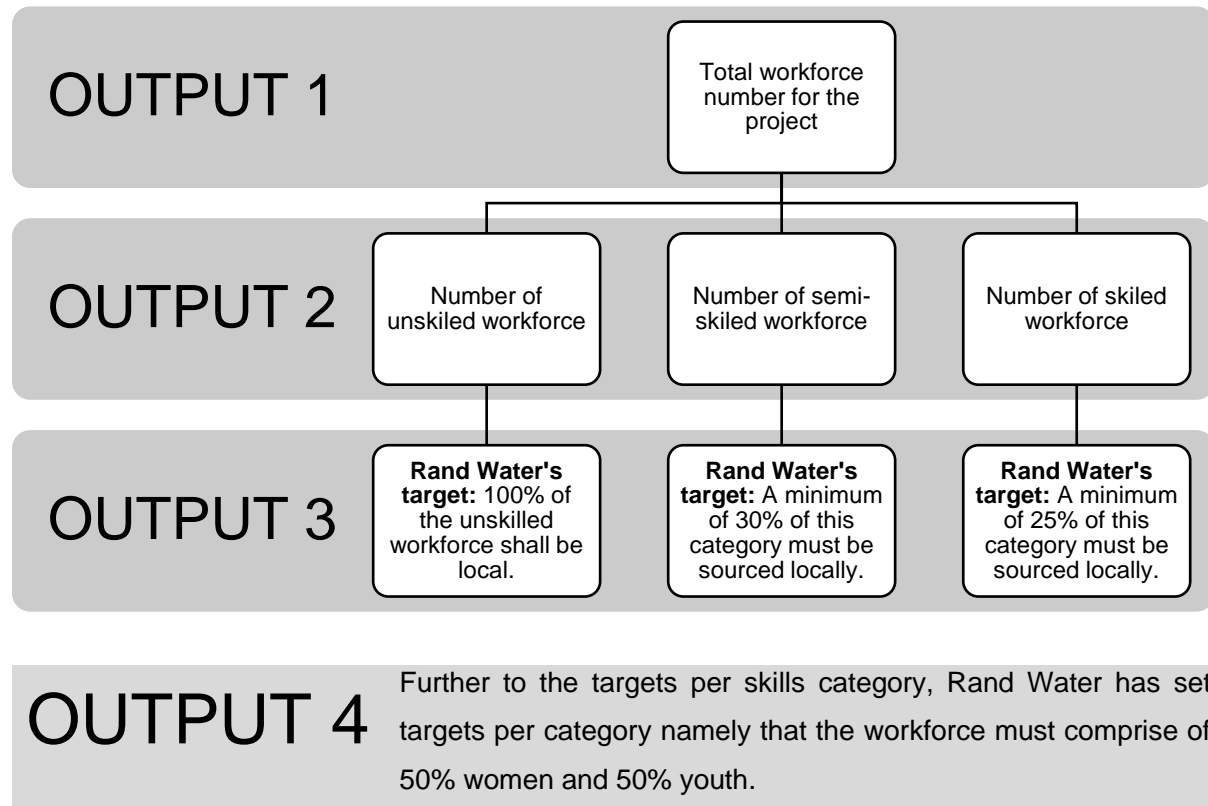 OUTPUT 1
Total workforce
number for the
project
OUTPUT 2
Number of
unskiled workforce
Number of semi-
skiled workforce
Number of skiled
workforce
OUTPUT 3
Rand Water's
target: 100% of
the unskilled
workforce shall be
local.
Rand Water's
target: A minimum
of 30% of this
category must be
sourced locally.
Rand Water's
target: A minimum
of 25% of this
category must be
sourced locally.
OUTPUT 4
Further to the targets per skills category, Rand Water has set
targets per category namely that the workforce must comprise of
50% women and 50% youth.